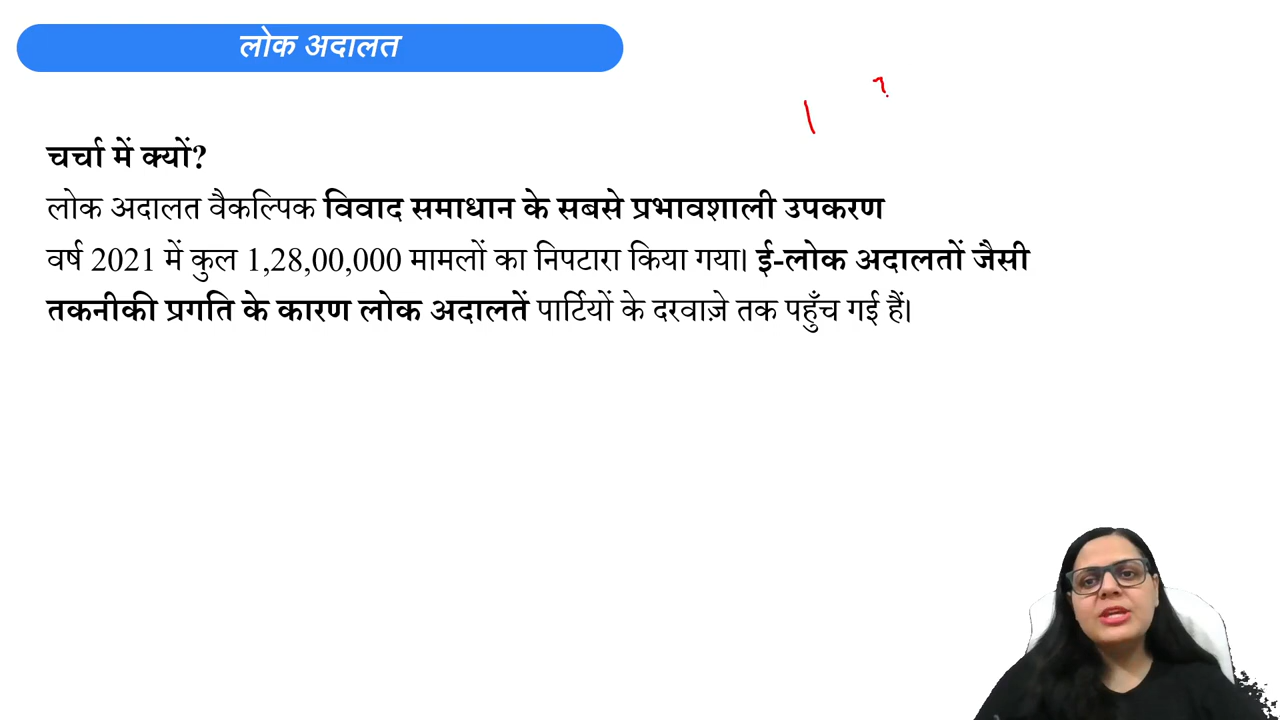 लोक अदालत
?
चर्चा में क्यों?
लोक अदालत वैकल्पिक विवाद समाधान के सबसे प्रभावशाली उपकरण
वर्ष 2021 में कुल 1,28,00,000 मामलों का निपटारा किया गया। ई-लोक अदालतों जैसी
तकनीकी प्रगति के कारण लोक अदालतें पार्टियों के दरवाज़े तक पहुँच गई हैं।